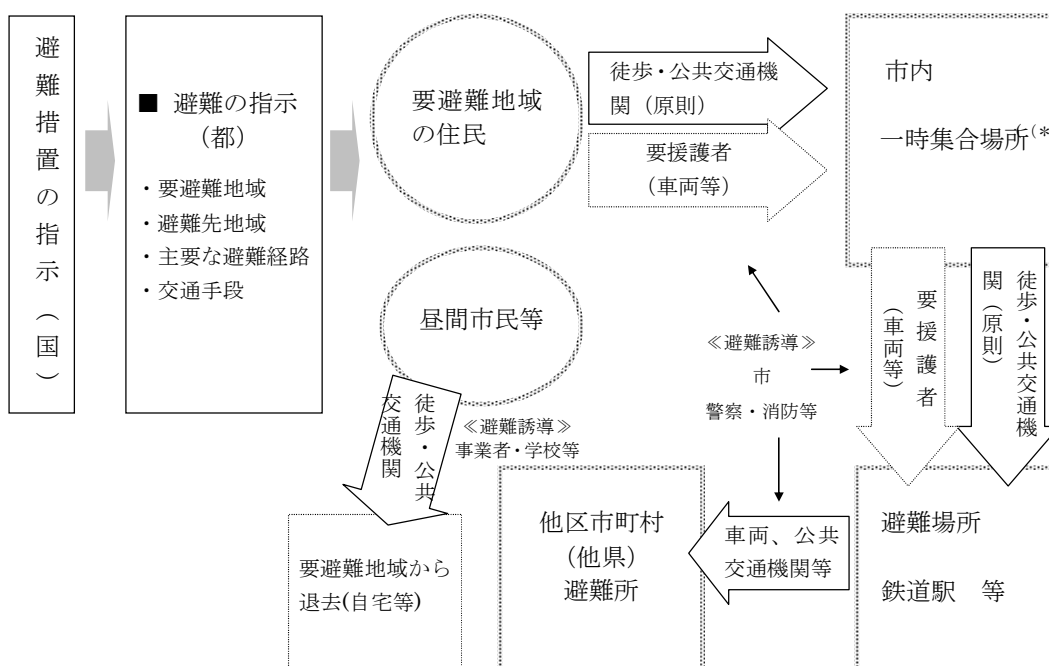 避難措置の指示(国)
■ 避難の指示
(都)
・要避難地域
・避難先地域
・主要な避難経路
・交通手段
要避難地域
の住民
徒歩・公共交通機
関(原則)
要援護者
(車両等)
市内
一時集合場所((*
昼間市民等
徒歩・公共
交通機関
≪避難誘導≫
事業者・学校等
≪避難誘導≫
市
警察・消防等
要援護者
(車両等)
徒歩・公共交通機
関(原則)
要避難地域から
退去(自宅等)
他区市町村
(他県)
避難所
車両、公共
交通機関等
避難場所
鉄道駅 等